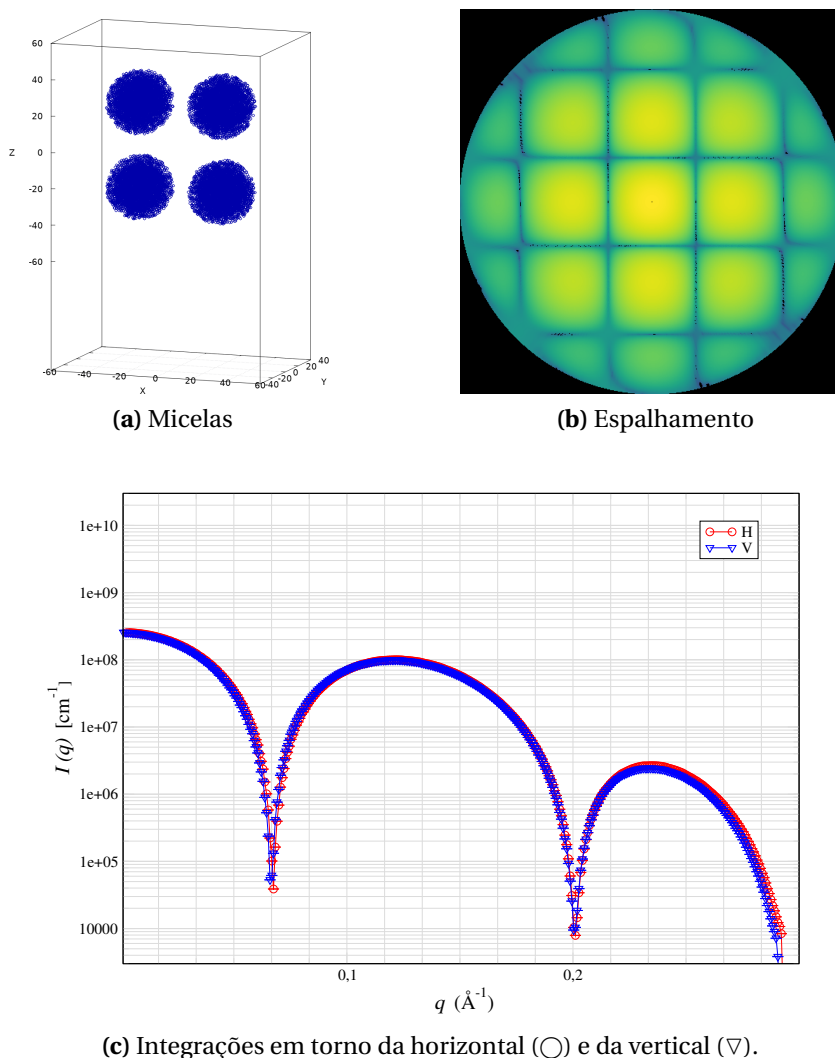 60
40
20
Z
0
-20
-40
-60
-60
-40
-20
0
20
40
60
X
-40
-20
0
20
40
Y
(a) Micelas
(b) Espalhamento
1e+10
1e+09
1e+08
1e+07
1e+06
1e+05
10000
I (q) [cm⁻¹]
H
V
0,1
0,2
q (Å⁻¹)
(c) Integrações em torno da horizontal (○) e da vertical (▽).